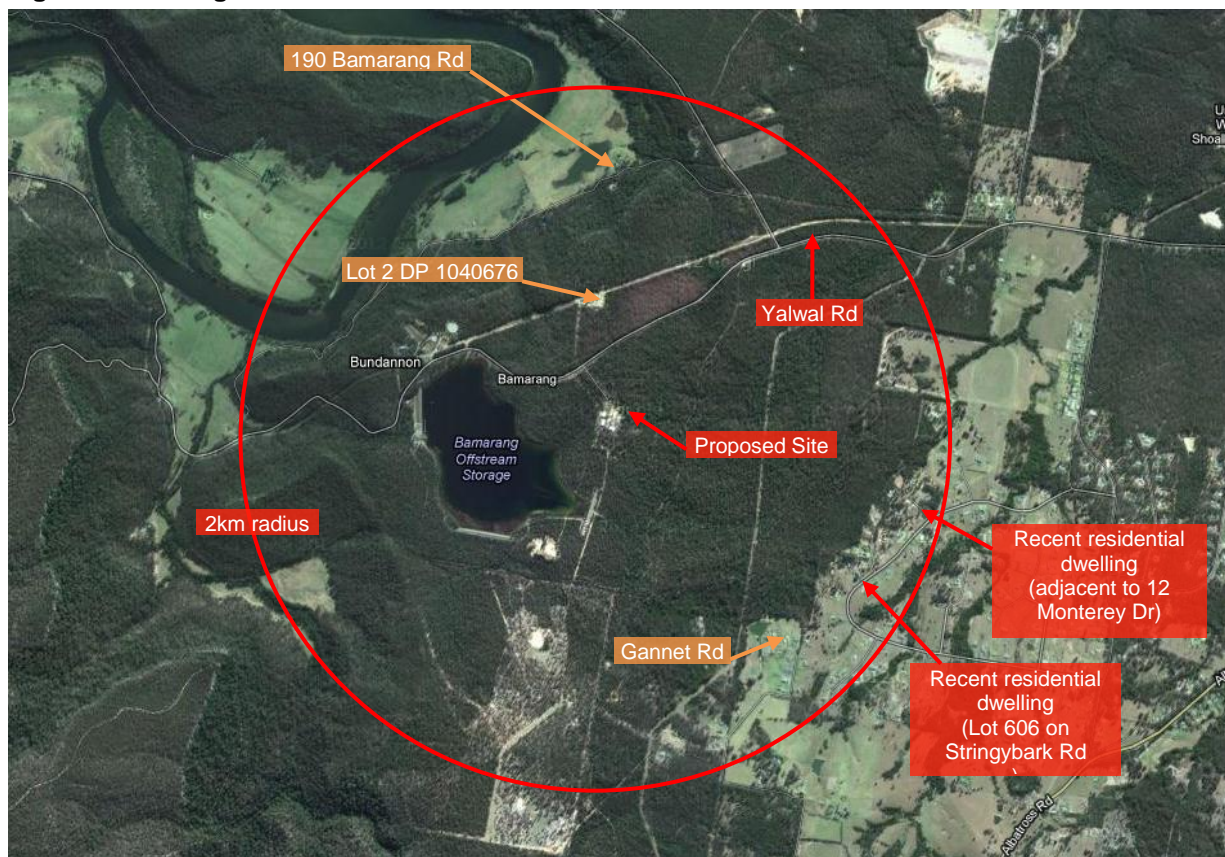 190 Bamarang Rd
Lot 2 DP 1040676
Yalwal Rd
Bundannon
Bamarang
Proposed Site
Bamarang
Offstream
Storage
2km radius
Recent residential
dwelling
(adjacent to 12
Monterey Dr)
Gannet Rd
Recent residential
dwelling
(Lot 606 on
Stringybark Rd
Albatross Rd
Shoa